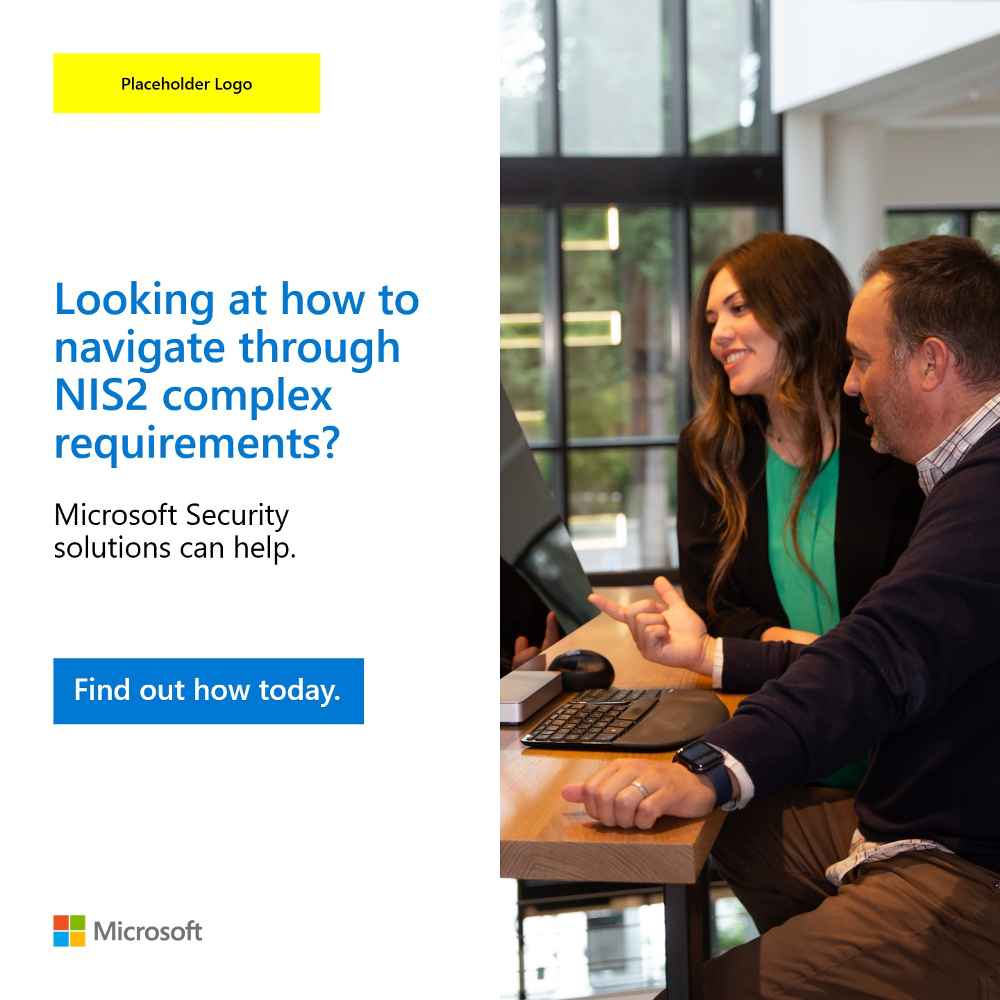 Placeholder Logo
Looking at how to
navigate through
NIS2 complex
requirements?
Microsoft Security
solutions can help.
Find out how today.
Microsoft